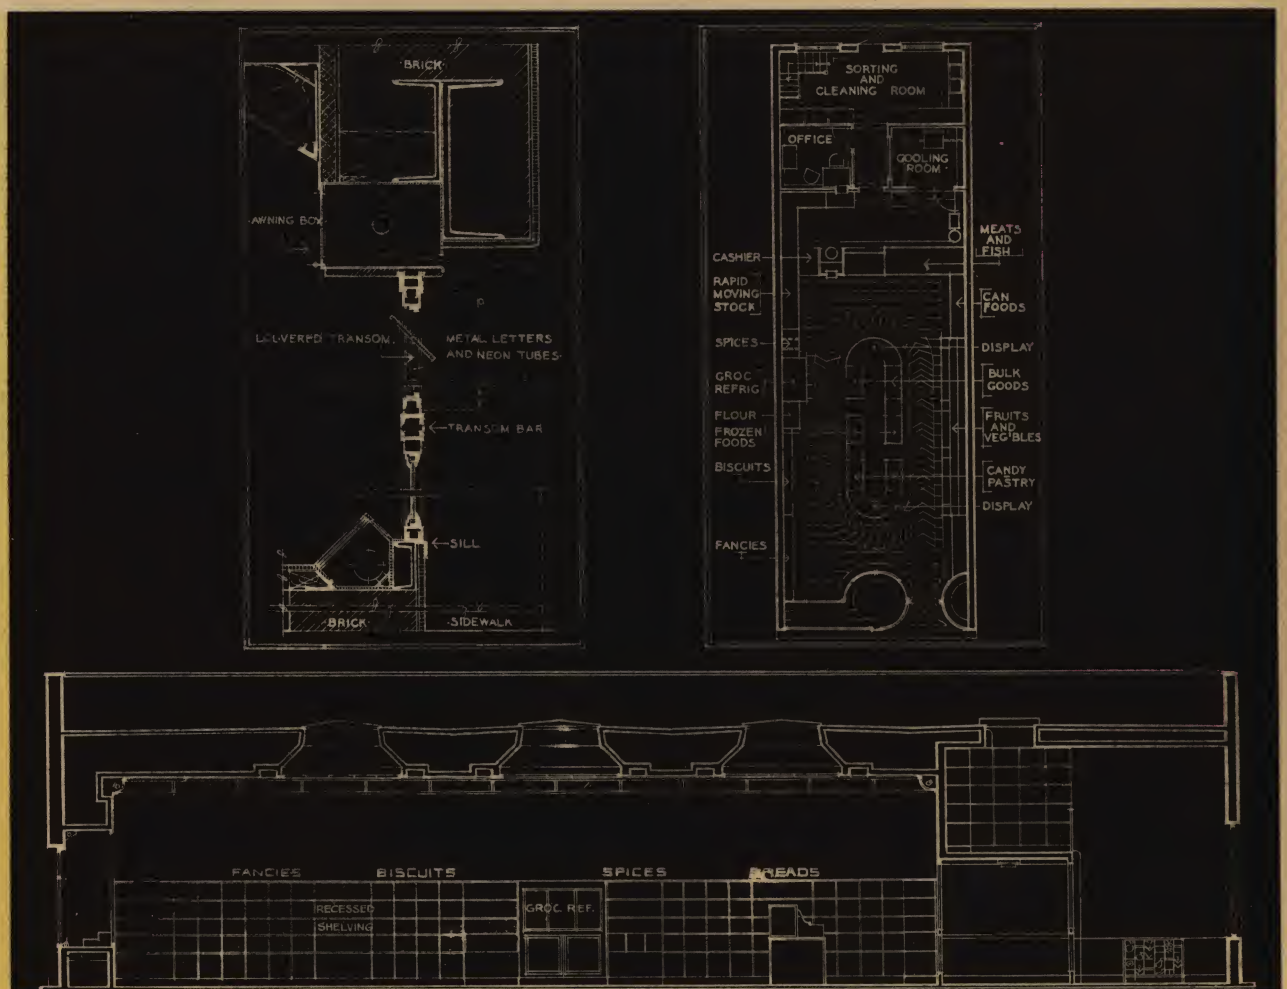 ·BRICK·
·AWNING BOX·
LOUVERED TRANSOM.
METAL LETTERS
AND NEON TUBES·
TRANSOM BAR
SILL
·BRICK·
·SIDEWALK
SORTING
AND
CLEANING ROOM
OFFICE
COOLING
ROOM·
CASHIER
RAPID
MOVING
STOCK
SPICES
GROC
REFRIG
FLOUR
FROZEN
FOODS
BISCUITS
FANCIES
MEATS
AND
FISH
CAN
FOODS
DISPLAY
BULK
GOODS
FRUITS
AND
VEGIBLES
CANDY
PASTRY
DISPLAY
FANCIES BISCUITS SPICES BREADS
RECESSED
SHELVING
GROC. REF.